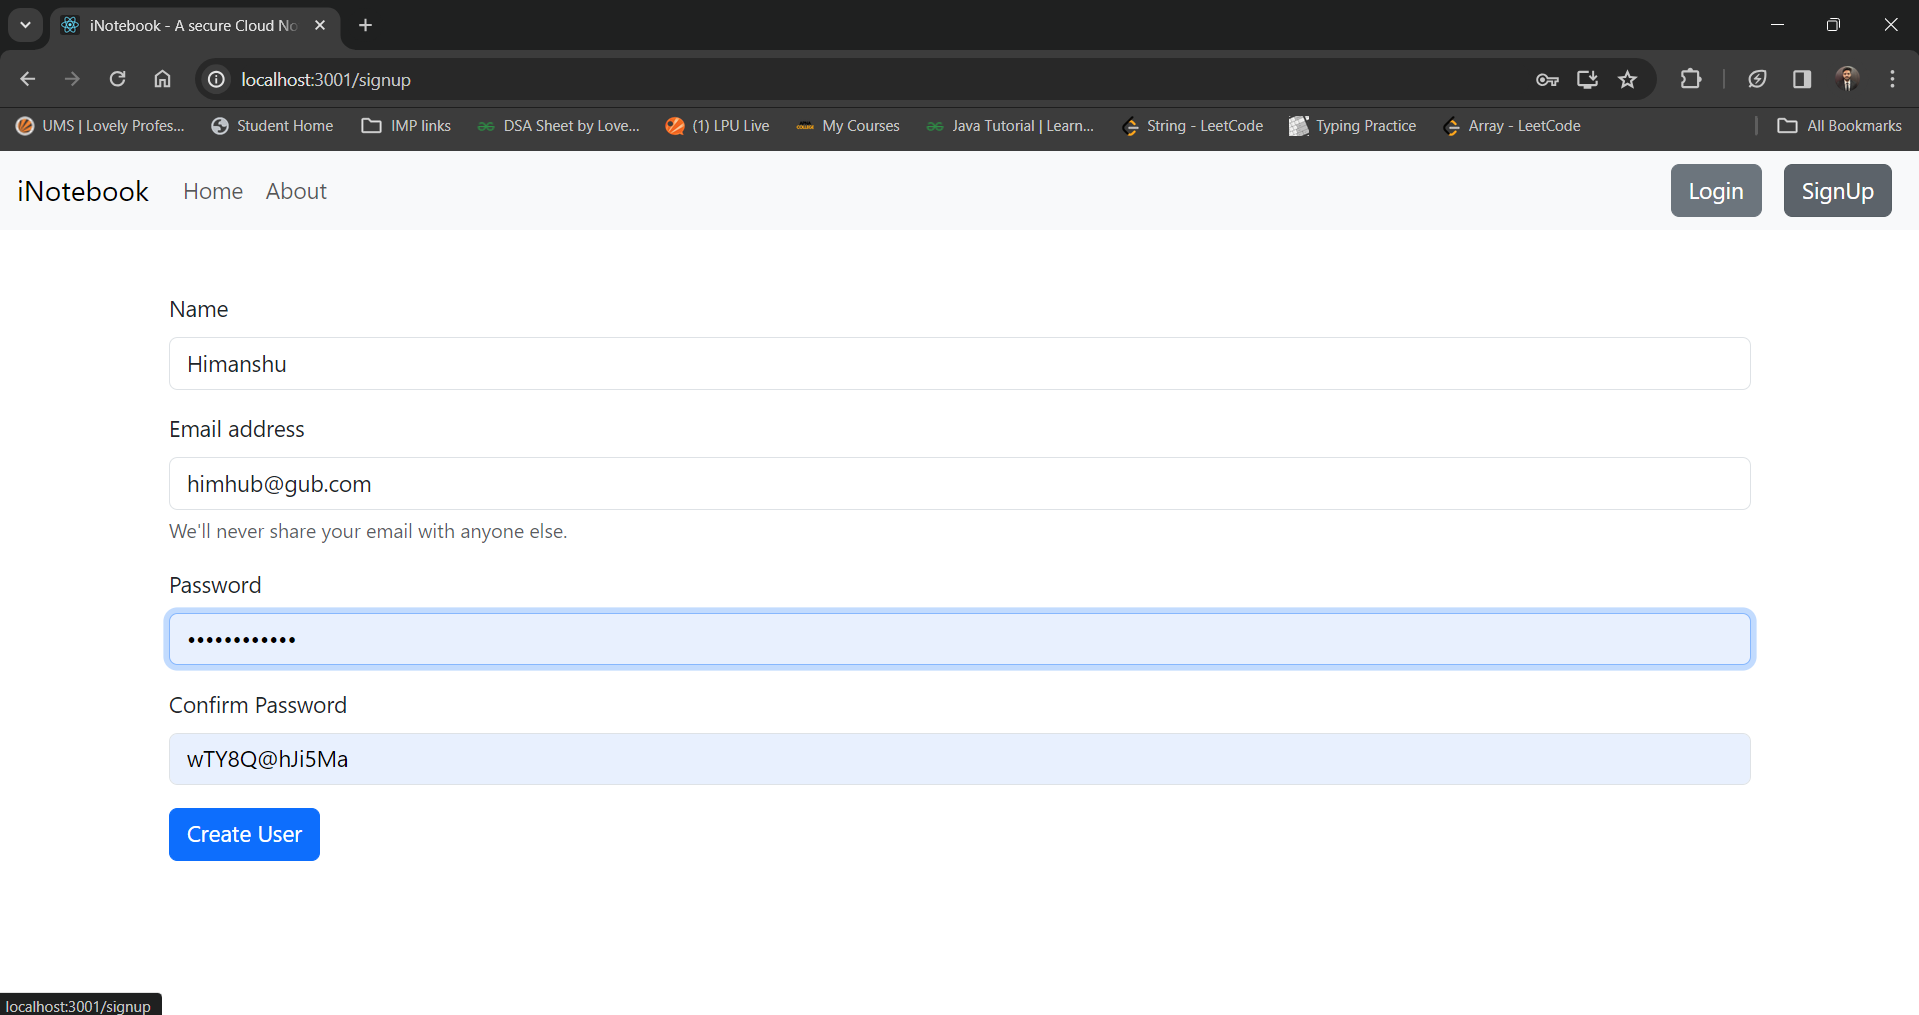 iNotebook - A secure Cloud No
localhost:3001/signup
UMS | Lovely Profes... Student Home IMP links DSA Sheet by Love... (1) LPU Live My Courses Java Tutorial | Learn... String - LeetCode Typing Practice Array - LeetCode All Bookmarks
iNotebook Home About Login SignUp
Name
Himanshu
Email address
himhub@gub.com
We'll never share your email with anyone else.
Password
••••••••••••
Confirm Password
wTY8Q@hJi5Ma
Create User
localhost:3001/signup